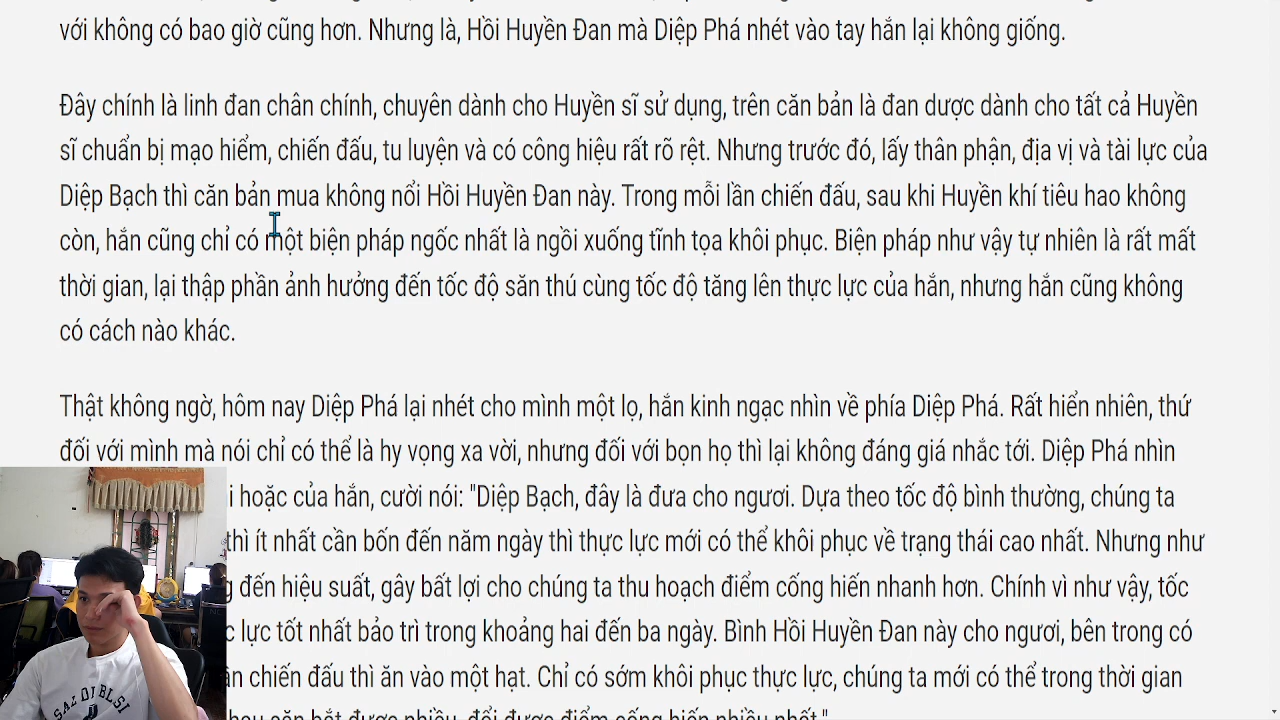 với không có bao giờ cũng hơn. Nhưng là, Hồi Huyền Đan mà Diệp Phá nhét vào tay hắn lại không giống.
Đây chính là linh đan chân chính, chuyên dành cho Huyền sĩ sử dụng, trên căn bản là đan dược dành cho tất cả Huyền
sĩ chuẩn bị mạo hiểm, chiến đấu, tu luyện và có công hiệu rất rõ rệt. Nhưng trước đó, lấy thân phận, địa vị và tài lực của
Diệp Bạch thì căn bản mua không nổi Hồi Huyền Đan này. Trong mỗi lần chiến đấu, sau khi Huyền khí tiêu hao không
còn, hắn cũng chỉ có một biện pháp ngốc nhất là ngồi xuống tĩnh tọa khôi phục. Biện pháp như vậy tự nhiên là rất mất
thời gian, lại thập phần ảnh hưởng đến tốc độ săn thú cùng tốc độ tăng lên thực lực của hắn, nhưng hắn cũng không
có cách nào khác.
Thật không ngờ, hôm nay Diệp Phá lại nhét cho mình một lọ, hắn kinh ngạc nhìn về phía Diệp Phá. Rất hiển nhiên, thứ
đối với mình mà nói chỉ có thể là hy vọng xa vời, nhưng đối với bọn họ thì lại không đáng giá nhắc tới. Diệp Phá nhìn
hoặc của hắn, cười nói: "Diệp Bạch, đây là đưa cho ngươi. Dựa theo tốc độ bình thường, chúng ta
thì ít nhất cần bốn đến năm ngày thì thực lực mới có thể khôi phục về trạng thái cao nhất. Nhưng như
đến hiệu suất, gây bất lợi cho chúng ta thu hoạch điểm cống hiến nhanh hơn. Chính vì như vậy, tốc
lực tốt nhất bảo trì trong khoảng hai đến ba ngày. Bình Hồi Huyền Đan này cho ngươi, bên trong có
chiến đấu thì ăn vào một hạt. Chỉ có sớm khôi phục thực lực, chúng ta mới có thể trong thời gian
săn bắt được nhiều, đổi được điểm cống hiến nhiều nhất."